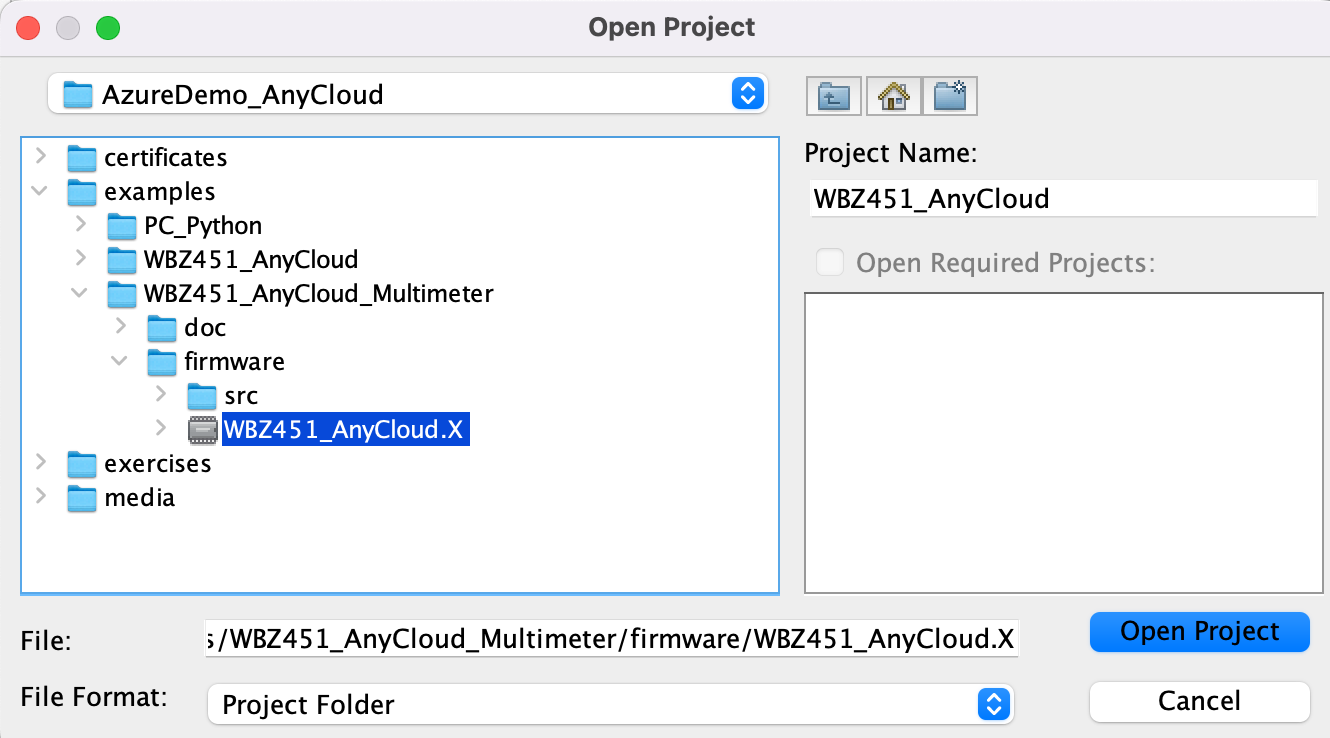 Open Project
AzureDemo_AnyCloud
certificates
examples
PC_Python
WBZ451_AnyCloud
WBZ451_AnyCloud_Multimeter
doc
firmware
src
WBZ451_AnyCloud.X
exercises
media
Project Name:
WBZ451_AnyCloud
Open Required Projects:
File:
s/WBZ451_AnyCloud_Multimeter/firmware/WBZ451_AnyCloud.X
Open Project
File Format:
Project Folder
Cancel